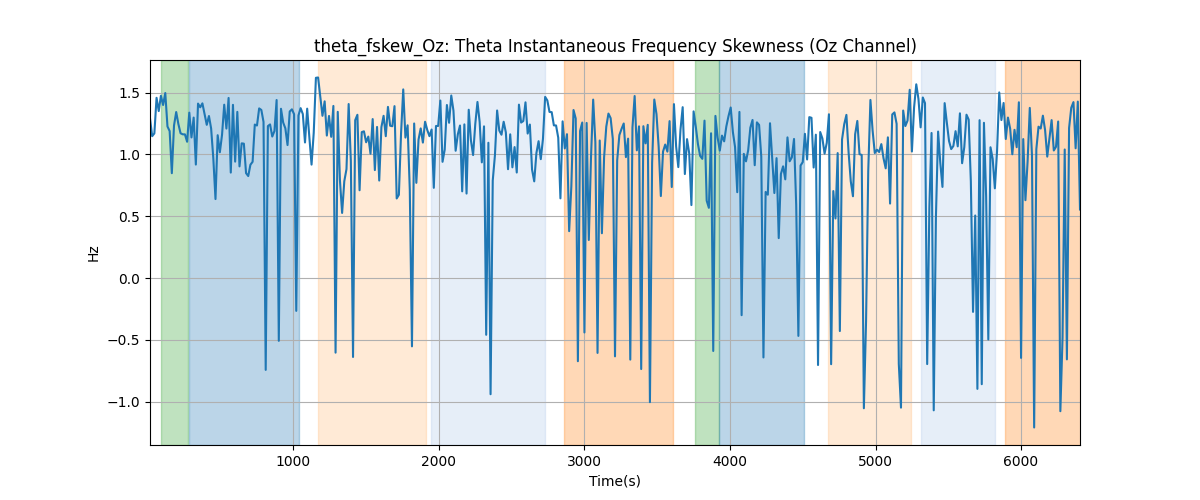 theta_fskew_Oz: Theta Instantaneous Frequency Skewness (Oz Channel)
1.5
1.0
0.5
0.0
−0.5
−1.0
Hz
1000 2000 3000 4000 5000 6000
Time(s)